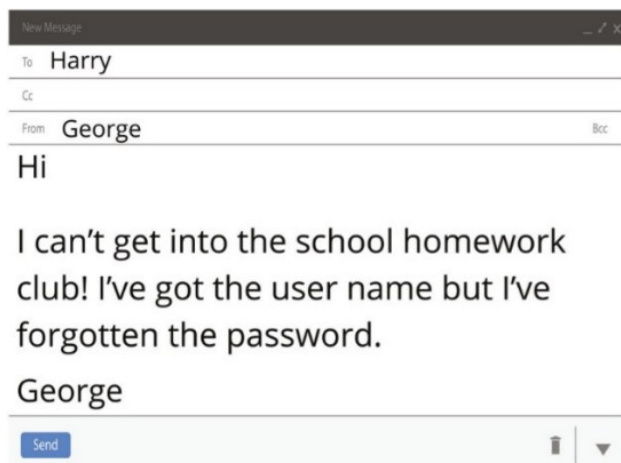 New Message
To Harry
Cc
From George Bcc
Hi
I can't get into the school homework
club! I've got the user name but I've
forgotten the password.
George
Send